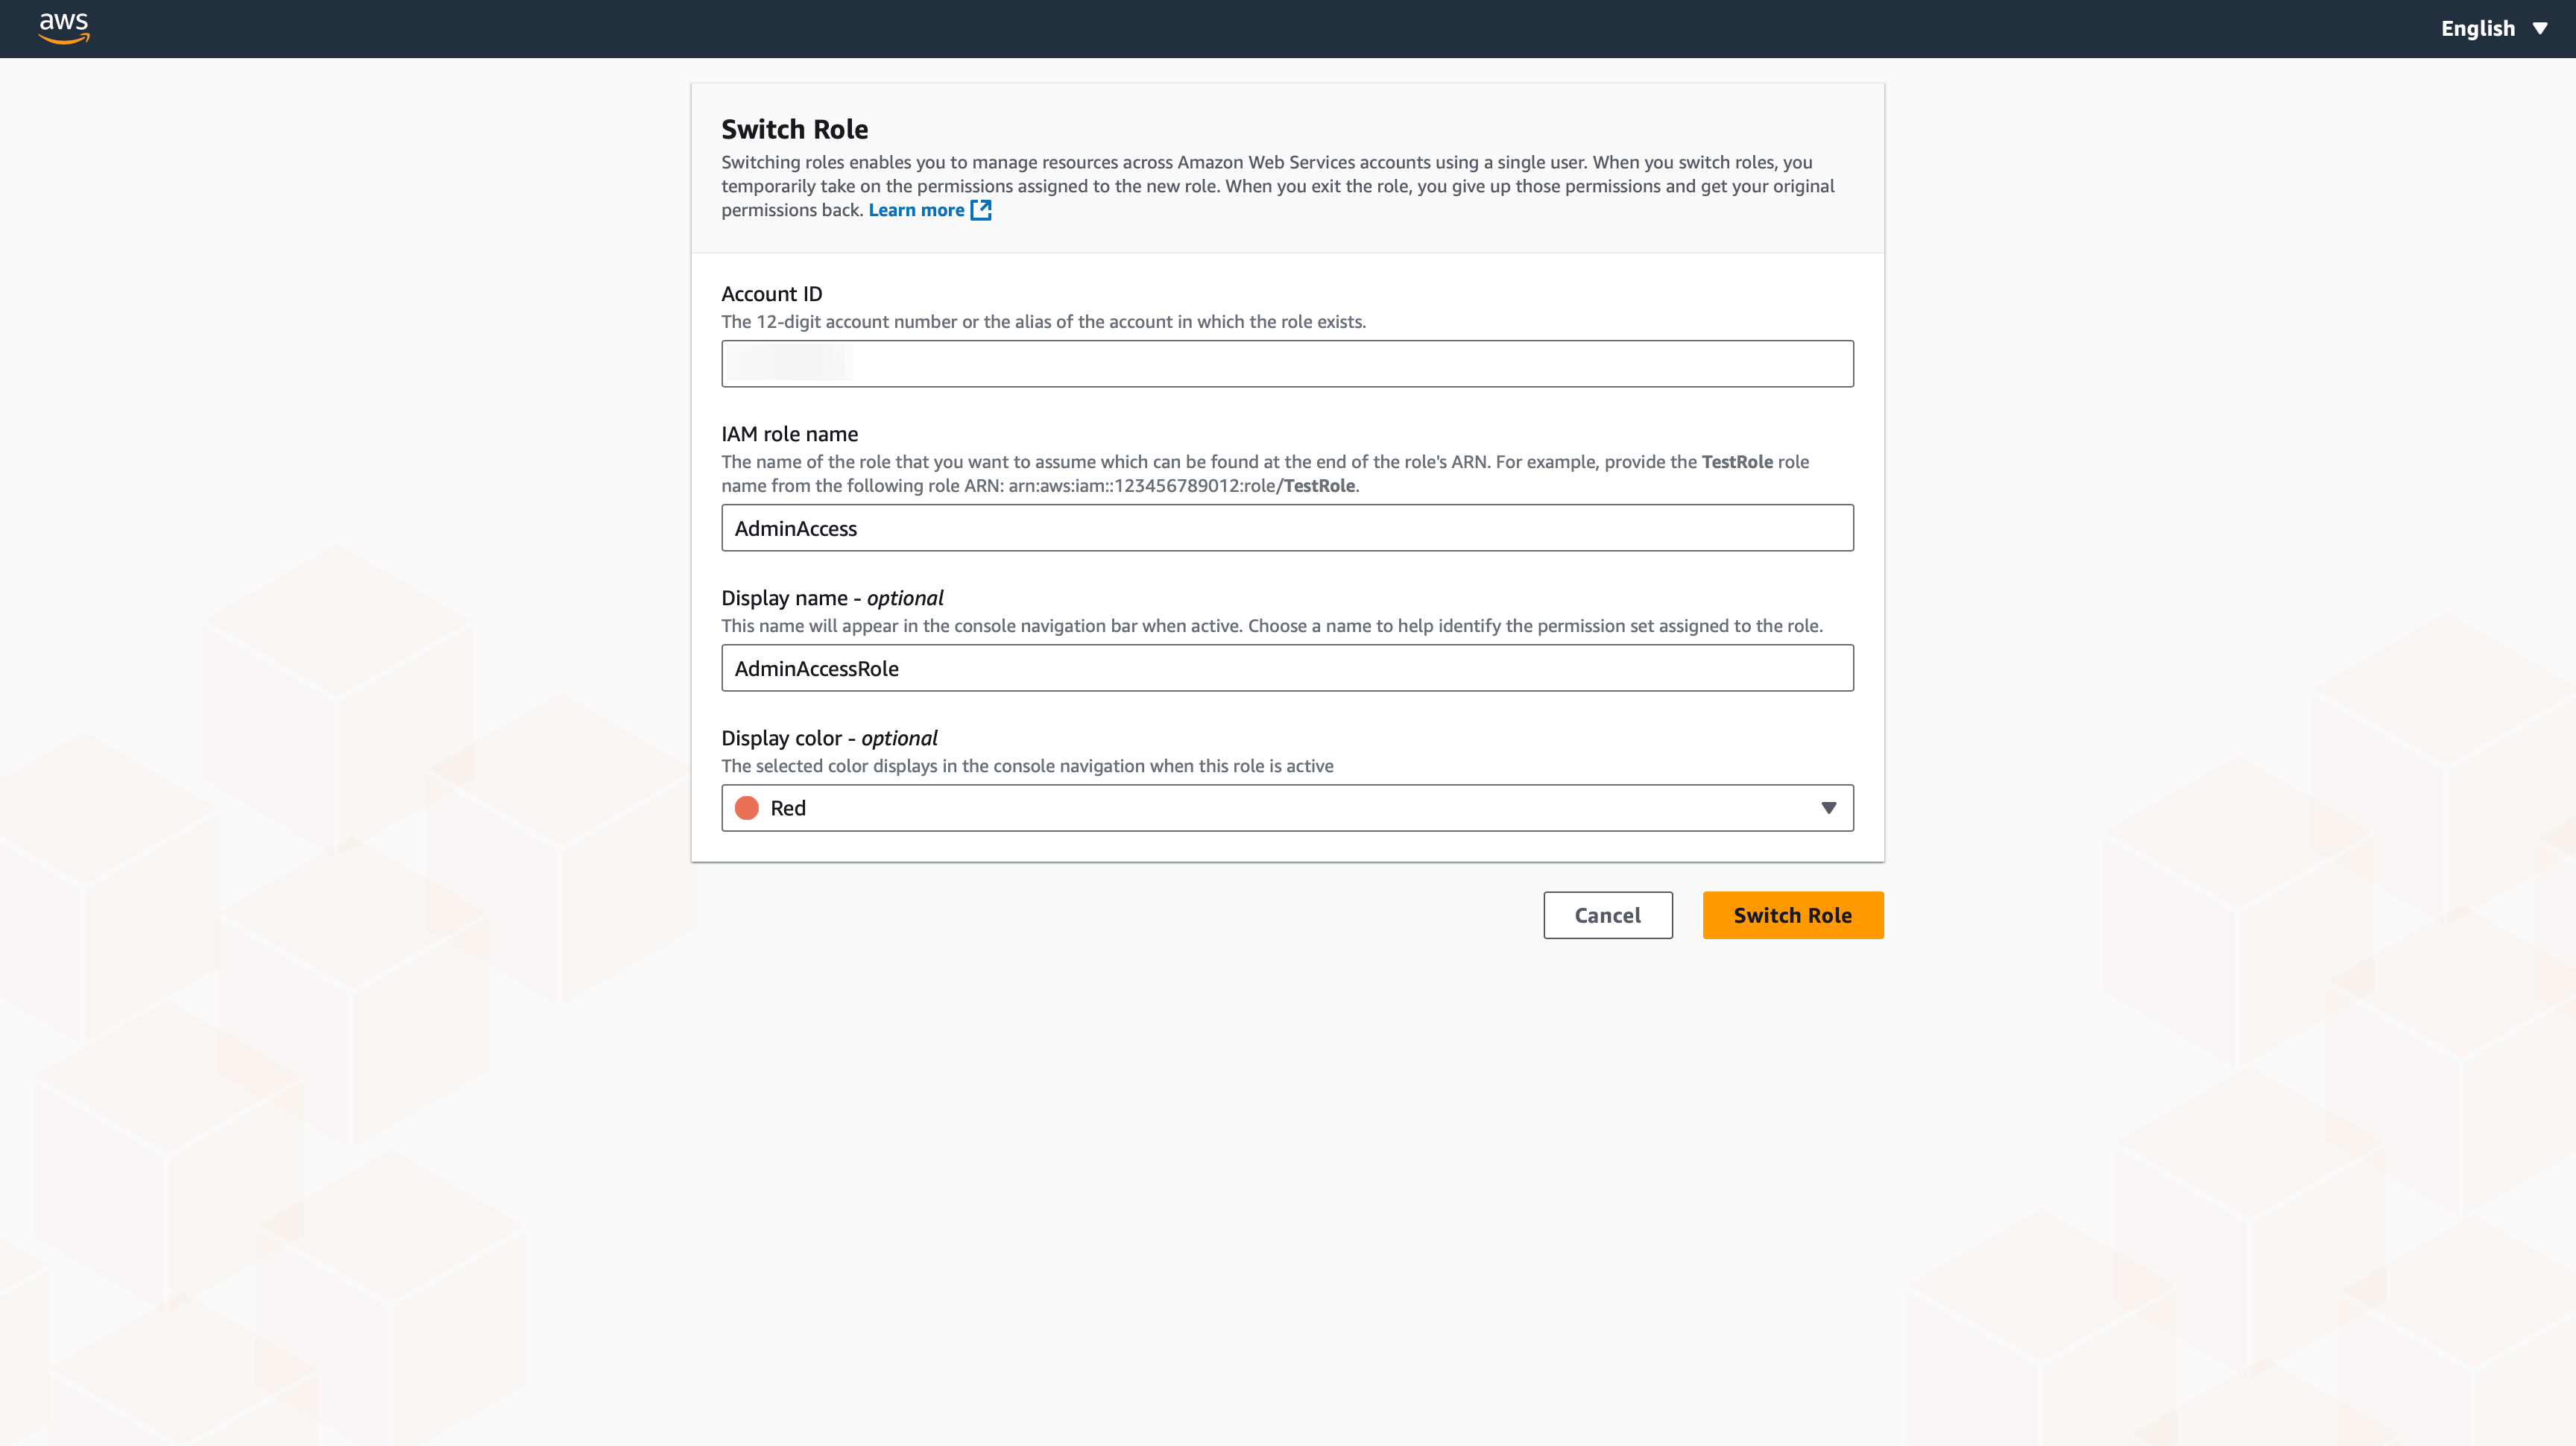 aws
English
Switch Role
Switching roles enables you to manage resources across Amazon Web Services accounts using a single user. When you switch roles, you
temporarily take on the permissions assigned to the new role. When you exit the role, you give up those permissions and get your original
permissions back. Learn more
Account ID
The 12-digit account number or the alias of the account in which the role exists.
IAM role name
The name of the role that you want to assume which can be found at the end of the role's ARN. For example, provide the TestRole role
name from the following role ARN: arn:aws:iam::123456789012:role/TestRole.
AdminAccess
Display name - optional
This name will appear in the console navigation bar when active. Choose a name to help identify the permission set assigned to the role.
AdminAccessRole
Display color - optional
The selected color displays in the console navigation when this role is active
Red
Cancel
Switch Role